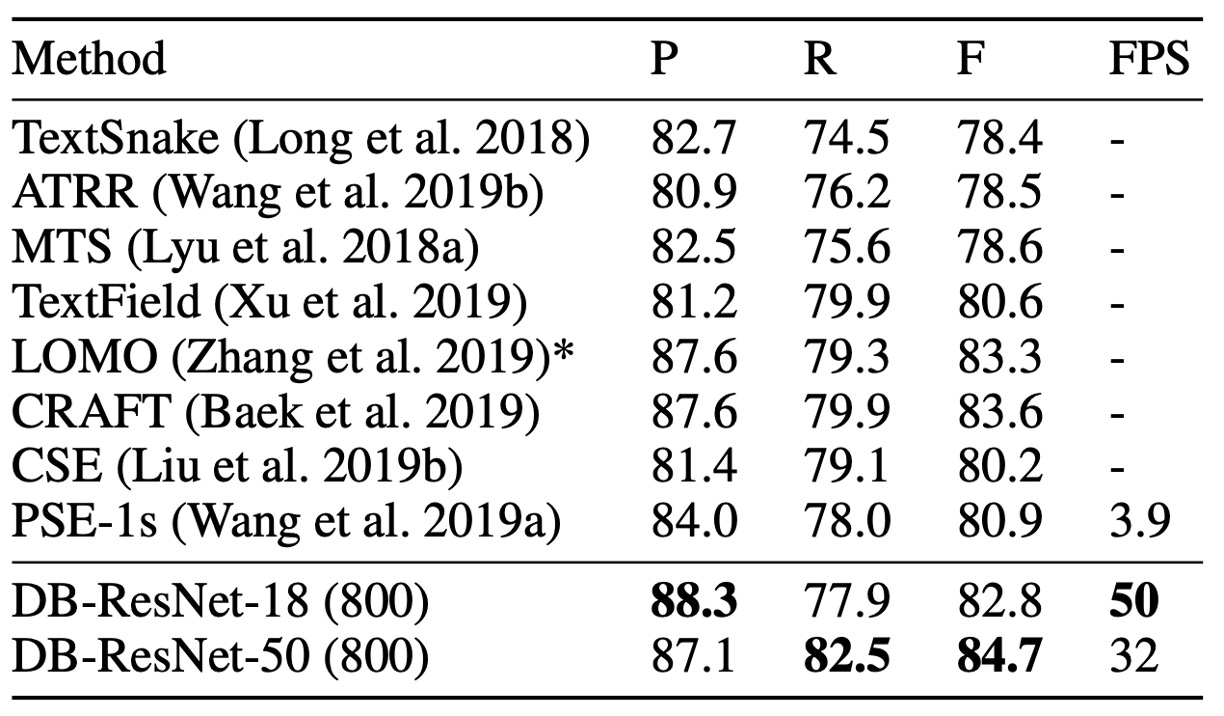 Method P R F FPS
TextSnake (Long et al. 2018) 82.7 74.5 78.4 -
ATRR (Wang et al. 2019b) 80.9 76.2 78.5 -
MTS (Lyu et al. 2018a) 82.5 75.6 78.6 -
TextField (Xu et al. 2019) 81.2 79.9 80.6 -
LOMO (Zhang et al. 2019)* 87.6 79.3 83.3 -
CRAFT (Baek et al. 2019) 87.6 79.9 83.6 -
CSE (Liu et al. 2019b) 81.4 79.1 80.2 -
PSE-1s (Wang et al. 2019a) 84.0 78.0 80.9 3.9
DB-ResNet-18 (800) 88.3 77.9 82.8 50
DB-ResNet-50 (800) 87.1 82.5 84.7 32